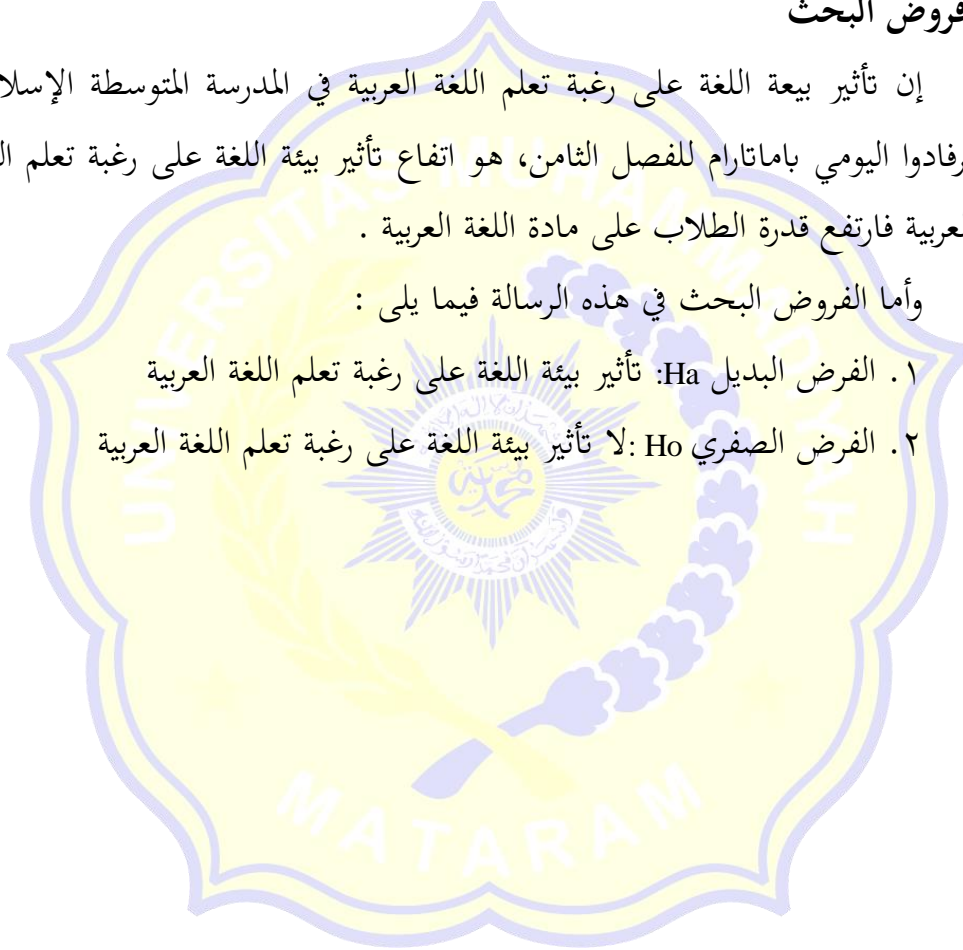 فروض البحث
إن تأثير بيعة اللغة على رغبة تعلم اللغة العربية في المدرسة المتوسطة الإسلا
رفادوا اليومي باماتارام للفصل الثامن، هو اتفاع تأثير بيئة اللغة على رغبة تعلم ال
لعربية فارتفع قدرة الطلاب على مادة اللغة العربية .
وأما الفروض البحث في هذه الرسالة فيما يلى :
١. الفرض البديل Ha: تأثير بيئة اللغة على رغبة تعلم اللغة العربية
٢. الفرض الصفري Ho :لا تأثير بيئة اللغة على رغبة تعلم اللغة العربية
UNIVERSITAS MUHAMMADIYAH
MATARAM